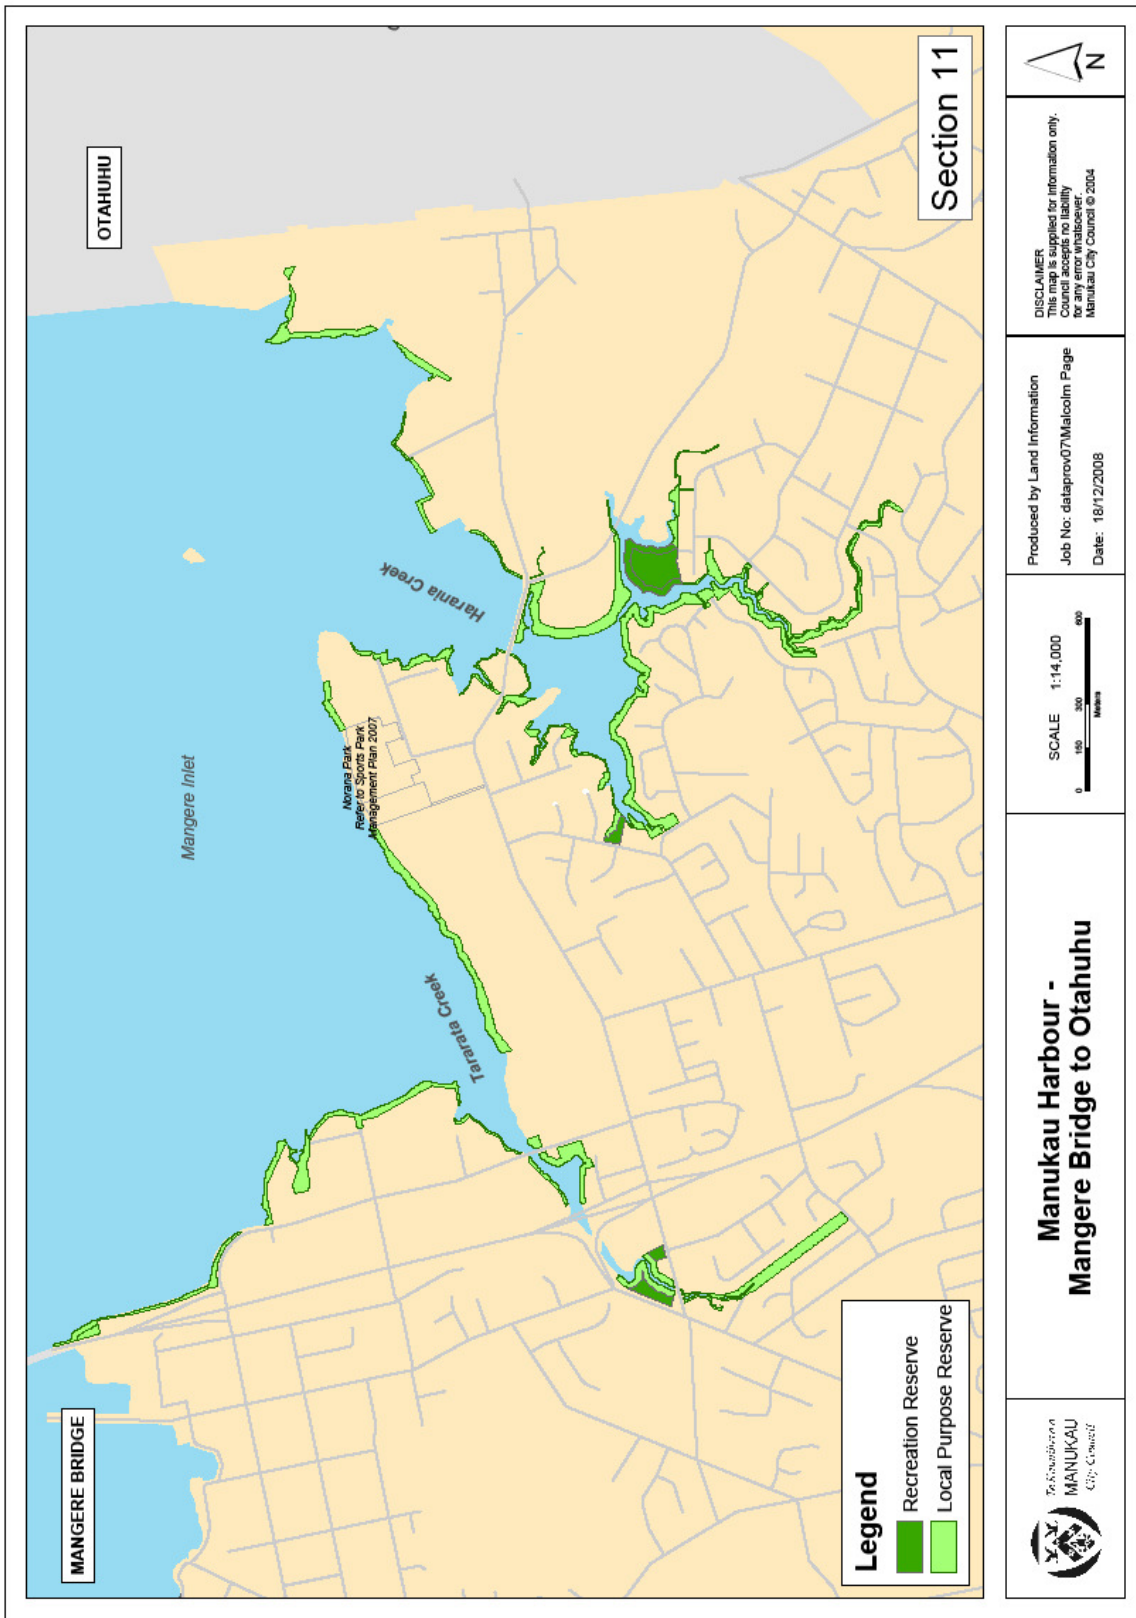 MANGERE BRIDGE
OTAHUHU
Mangere Inlet
Tararata Creek
Harania Creek
Norana Park
Refer to Sports Park
Management Plan 2007
Section 11
Legend
Recreation Reserve
Local Purpose Reserve
MANUKAU
City Council
Manukau Harbour -
Mangere Bridge to Otahuhu
SCALE 1:14,000
0 150 300 600
Meters
Produced by Land Information
Job No: dataprov07\Malcolm Page
Date: 18/12/2008
DISCLAIMER
This map is supplied for information only.
Council accepts no liability
for any error whatsoever.
Manukau City Council © 2004
N